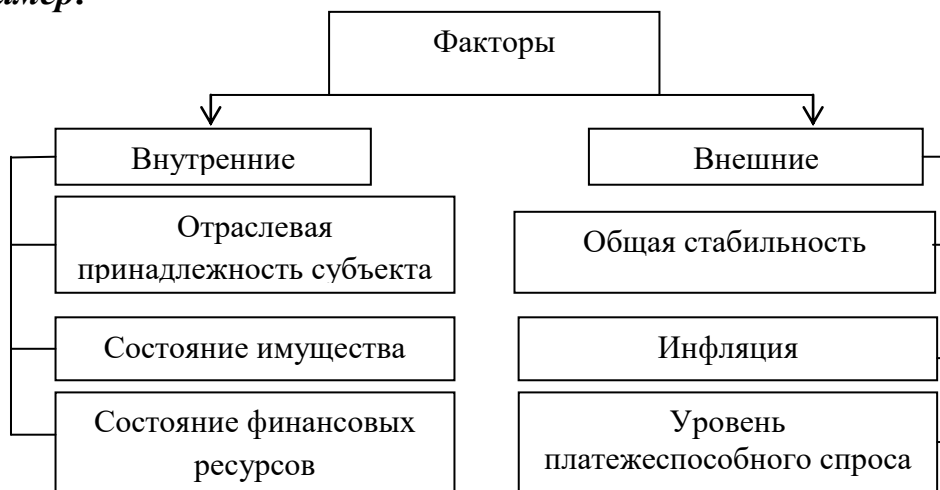 Факторы
Внутренние
Внешние
Отраслевая
принадлежность субъекта
Общая стабильность
Состояние имущества
Инфляция
Состояние финансовых
ресурсов
Уровень
платежеспособного спроса